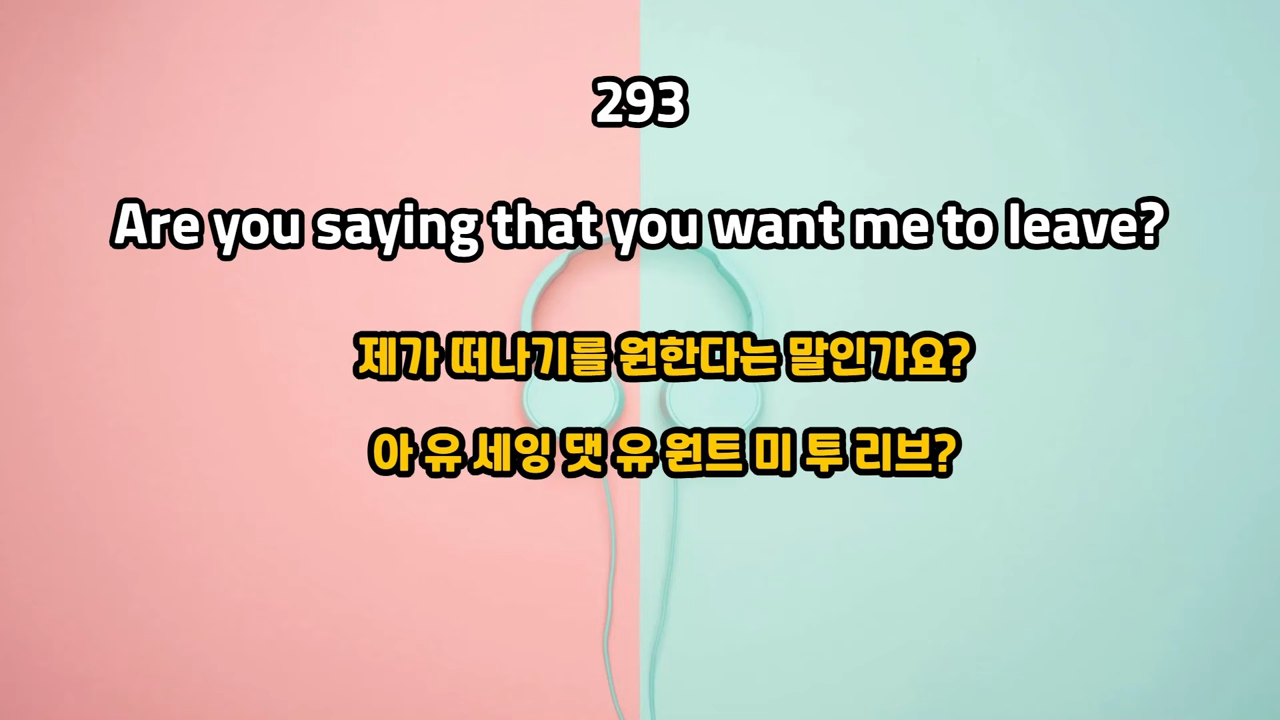 293
Are you saying that you want me to leave?
제가 떠나기를 원한다는 말인가요?
아 유 세잉 댓 유 원트 미 투 리브?